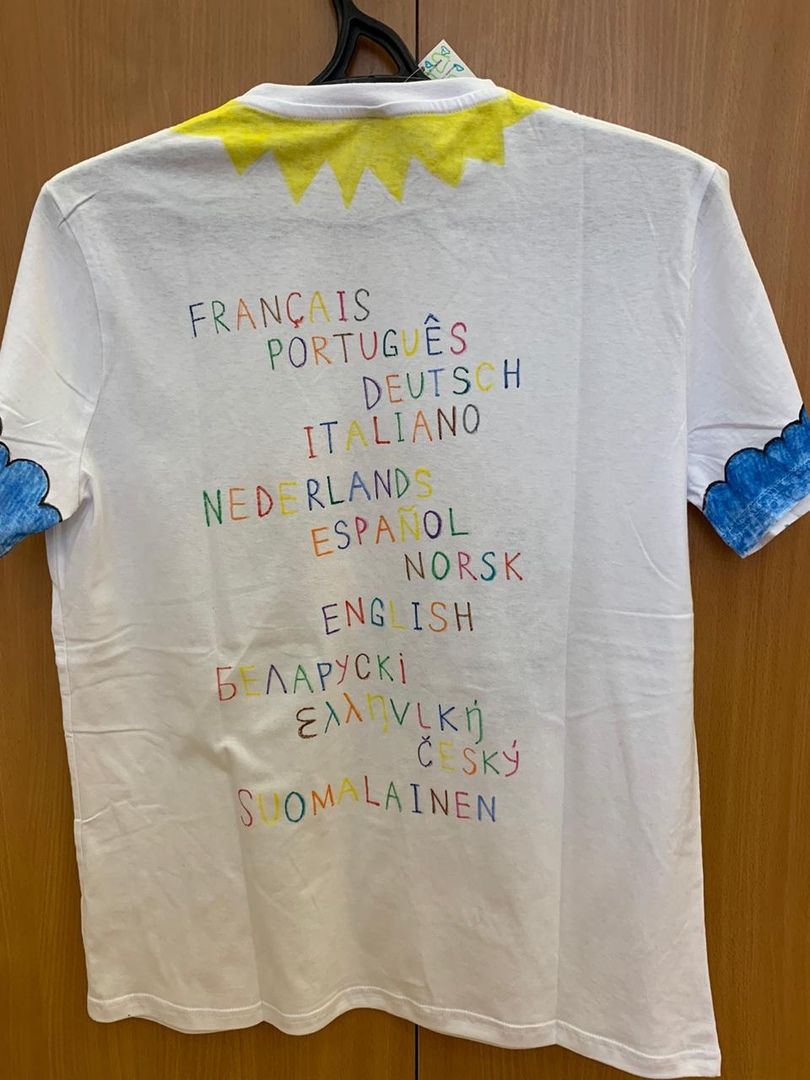 FRANÇAIS
PORTUGUÊS
DEUTSCH
ITALIANO
NEDERLANDS
ESPAÑOL
NORSK
ENGLISH
БЕЛАРУСКі
ελληνική
ČESKÝ
SUOMALAINEN